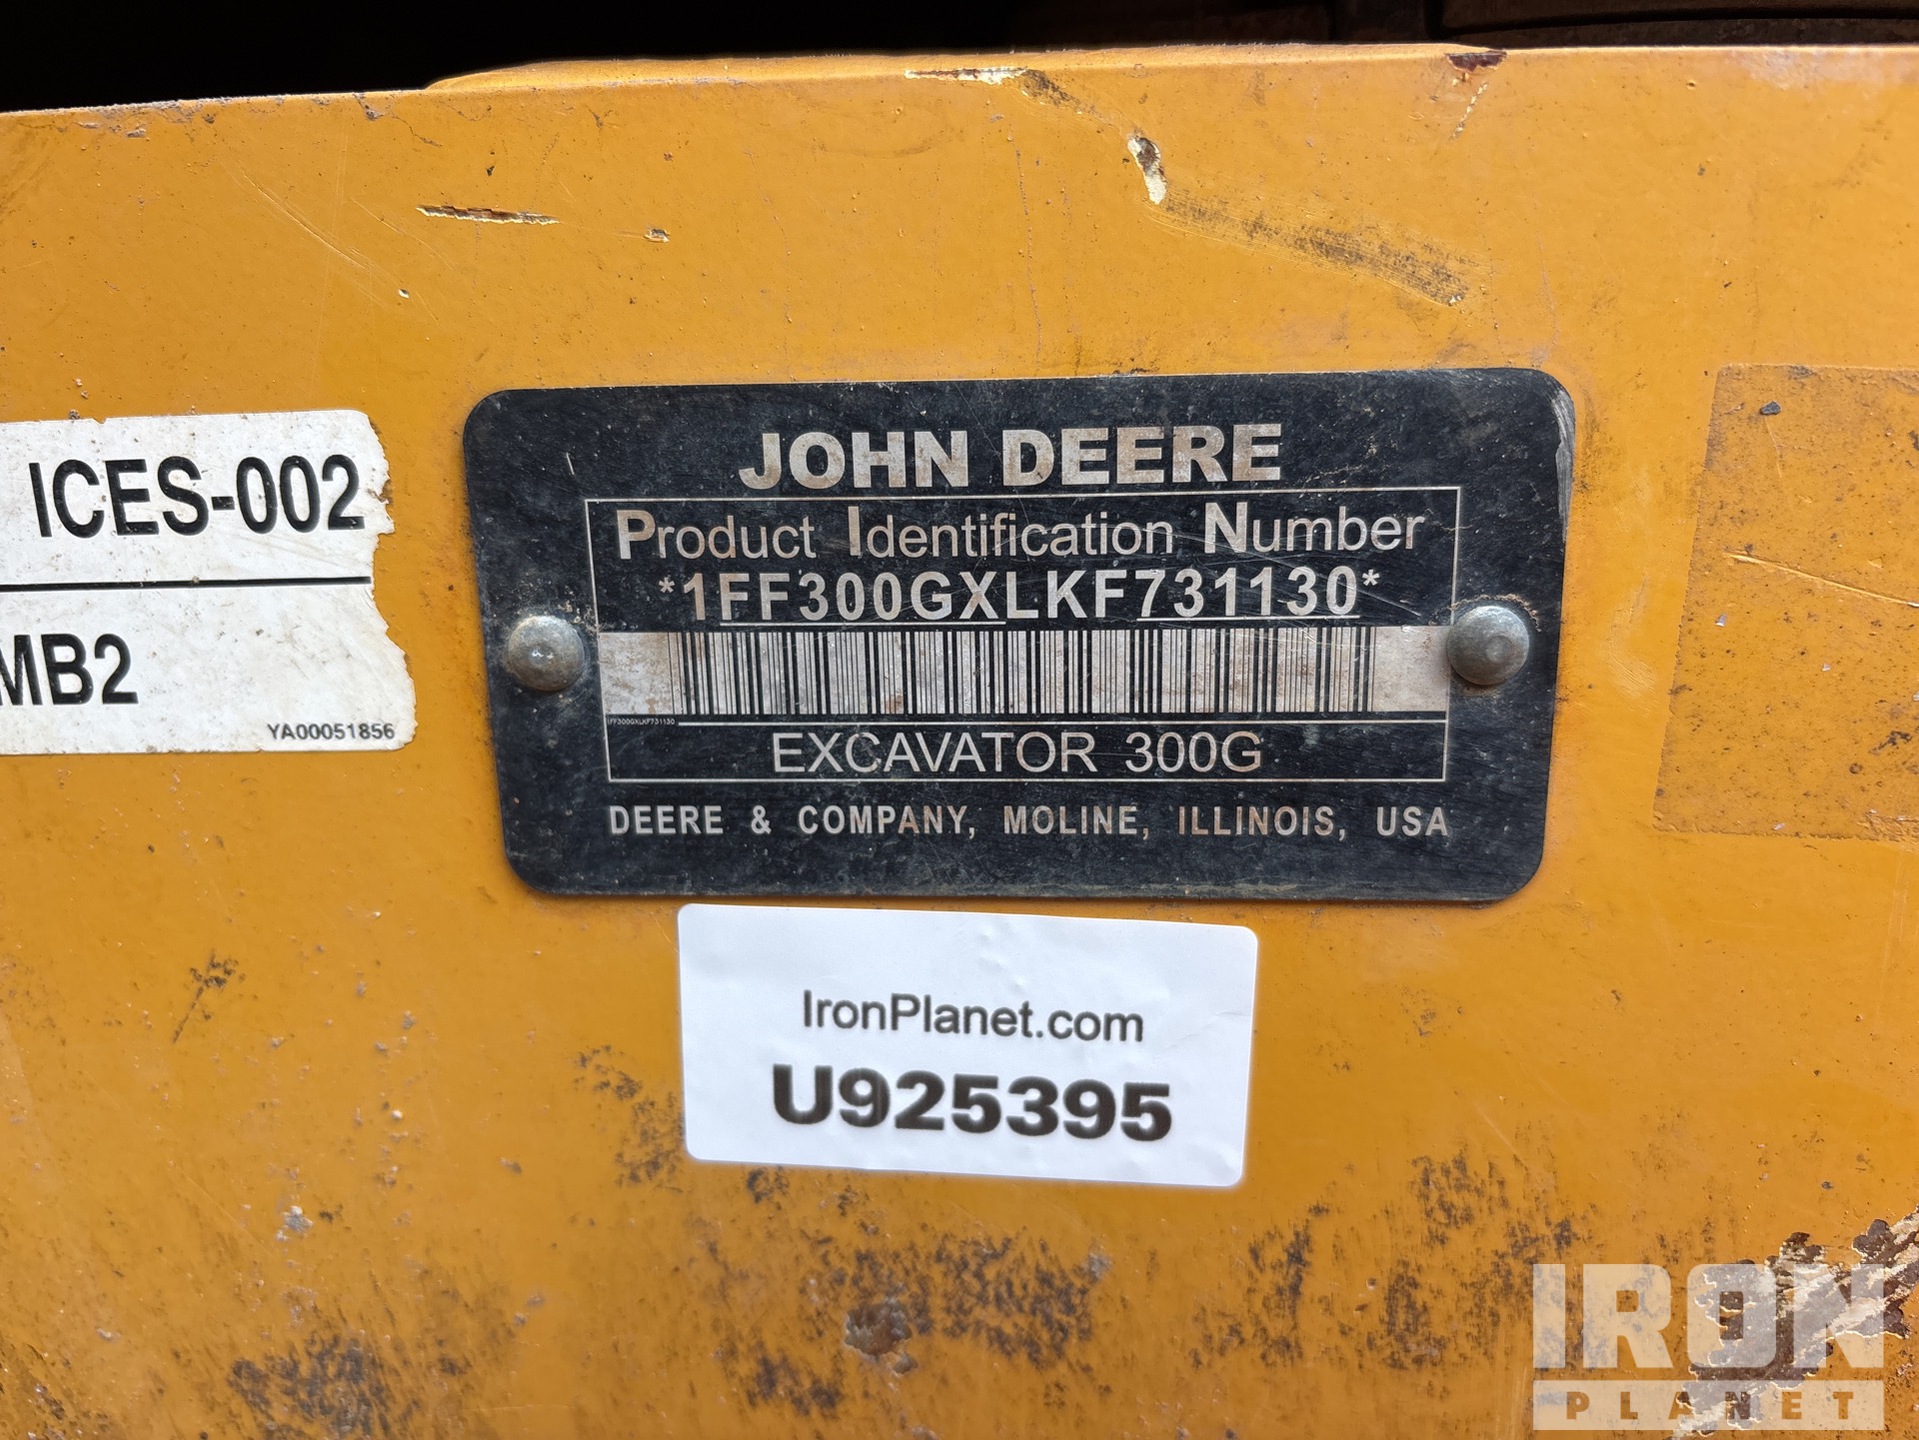 ICES-002
MB2
YA00051856
JOHN DEERE
Product Identification Number
*1FF300GXLKF731130*
1FF300GXLKF731130
EXCAVATOR 300G
DEERE & COMPANY, MOLINE, ILLINOIS, USA
IronPlanet.com
U925395
IRON
PLANET